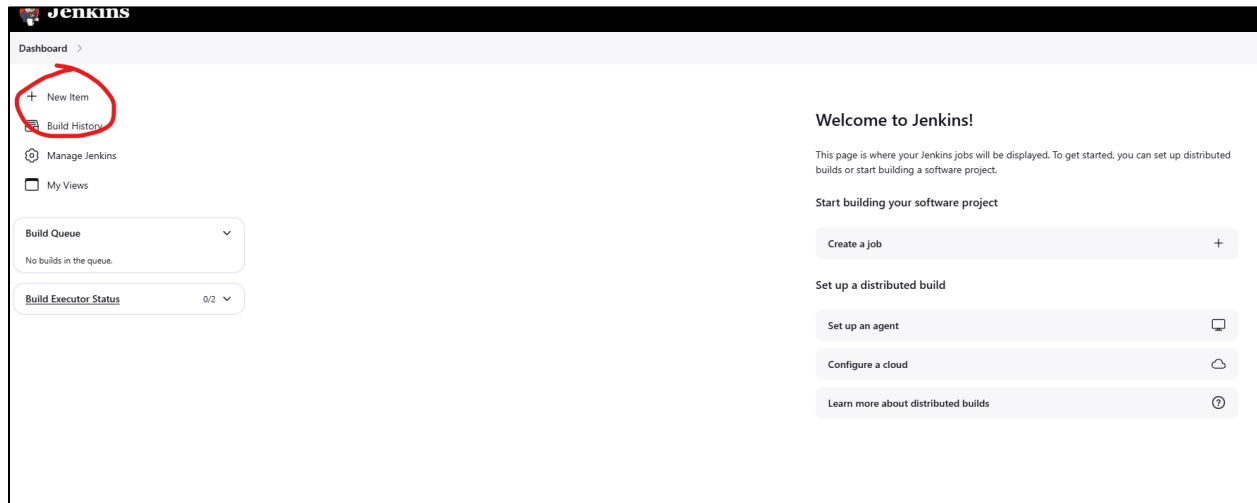 Jenkins
Dashboard
New Item
Build History
Manage Jenkins
My Views
Build Queue
No builds in the queue.
Build Executor Status 0/2
Welcome to Jenkins!
This page is where your Jenkins jobs will be displayed. To get started, you can set up distributed
builds or start building a software project.
Start building your software project
Create a job
Set up a distributed build
Set up an agent
Configure a cloud
Learn more about distributed builds